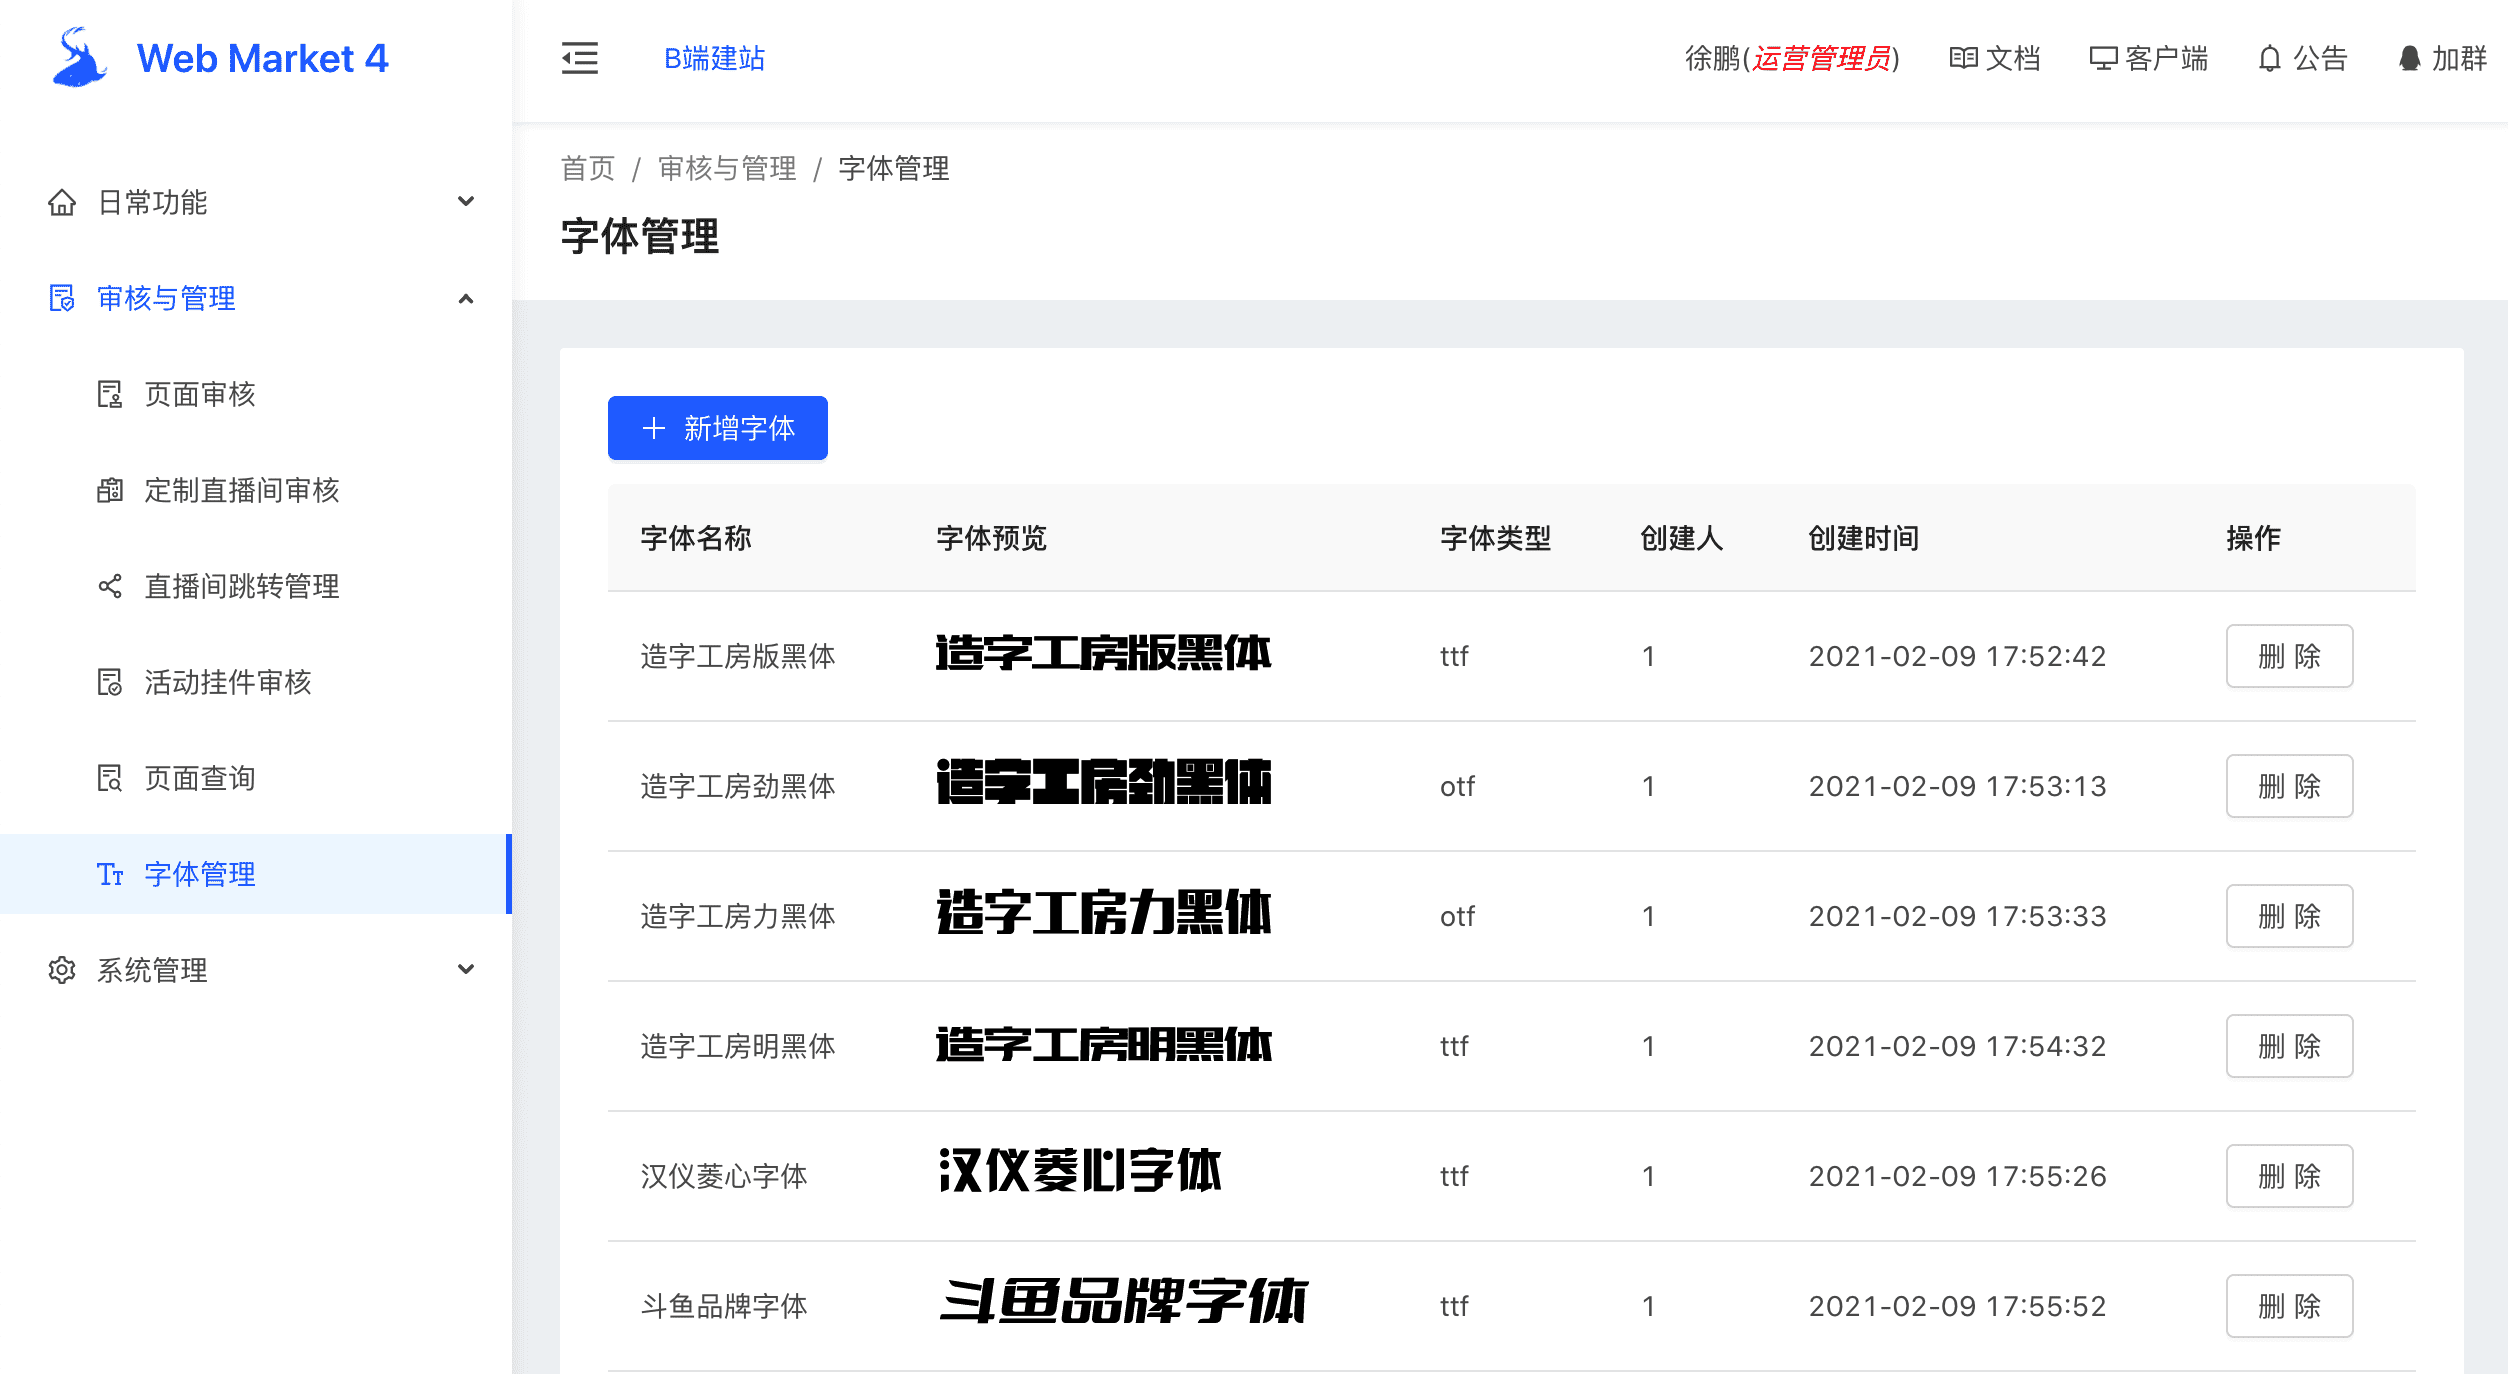 Web Market 4
B端建站
徐鹏(运营管理员)
文档
客户端
公告
加群
日常功能
审核与管理
页面审核
定制直播间审核
直播间跳转管理
活动挂件审核
页面查询
字体管理
系统管理
首页 / 审核与管理 / 字体管理
字体管理
新增字体
字体名称 字体预览 字体类型 创建人 创建时间 操作
造字工房版黑体 造字工房版黑体 ttf 1 2021-02-09 17:52:42 删 除
造字工房劲黑体 造字工房劲黑体 otf 1 2021-02-09 17:53:13 删 除
造字工房力黑体 造字工房力黑体 otf 1 2021-02-09 17:53:33 删 除
造字工房明黑体 造字工房明黑体 ttf 1 2021-02-09 17:54:32 删 除
汉仪菱心字体 汉仪菱心字体 ttf 1 2021-02-09 17:55:26 删 除
斗鱼品牌字体 斗鱼品牌字体 ttf 1 2021-02-09 17:55:52 删 除